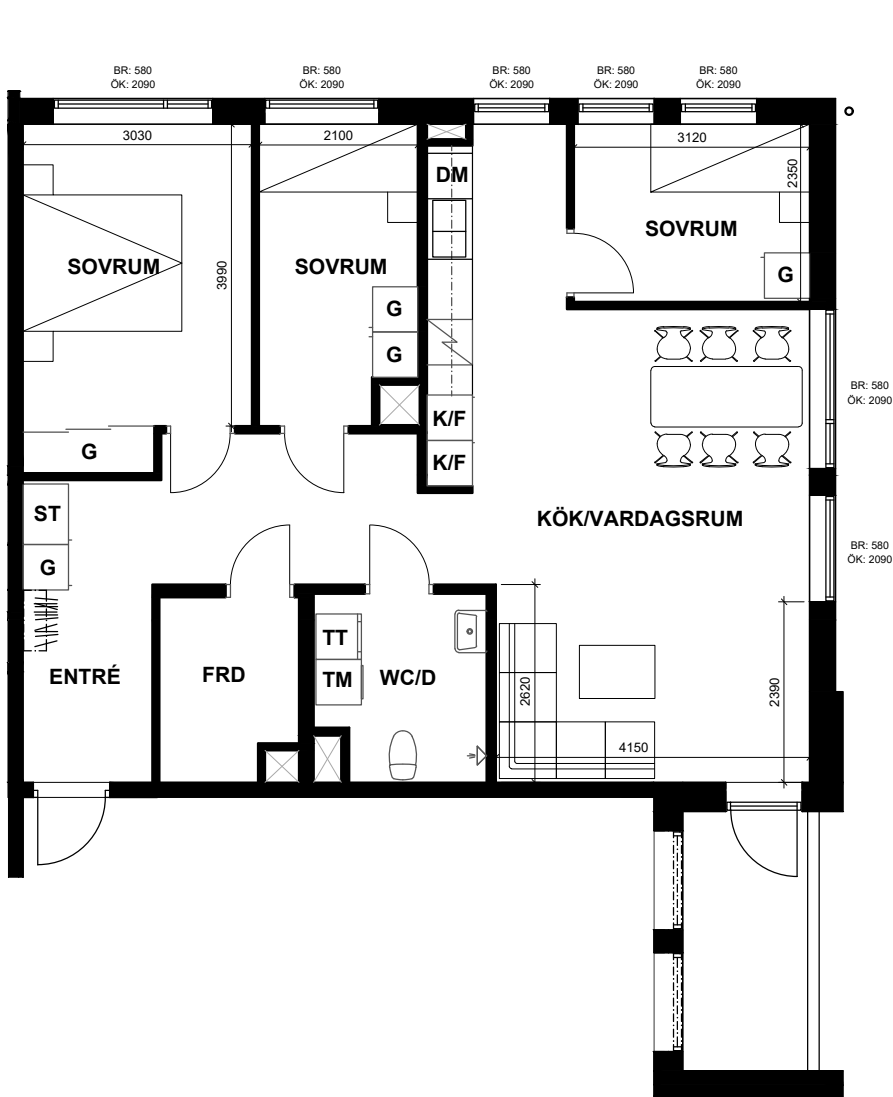 BR: 580
ÖK: 2090
BR: 580
ÖK: 2090
BR: 580
ÖK: 2090
BR: 580
ÖK: 2090
BR: 580
ÖK: 2090
3030
2100
3120
DM
2350
SOVRUM
SOVRUM
SOVRUM
3990
G
G
G
BR: 580
ÖK: 2090
K/F
G
K/F
ST
KÖK/VARDAGSRUM
BR: 580
ÖK: 2090
G
TT
ENTRÉ
FRD
TM
WC/D
2620
2390
4150